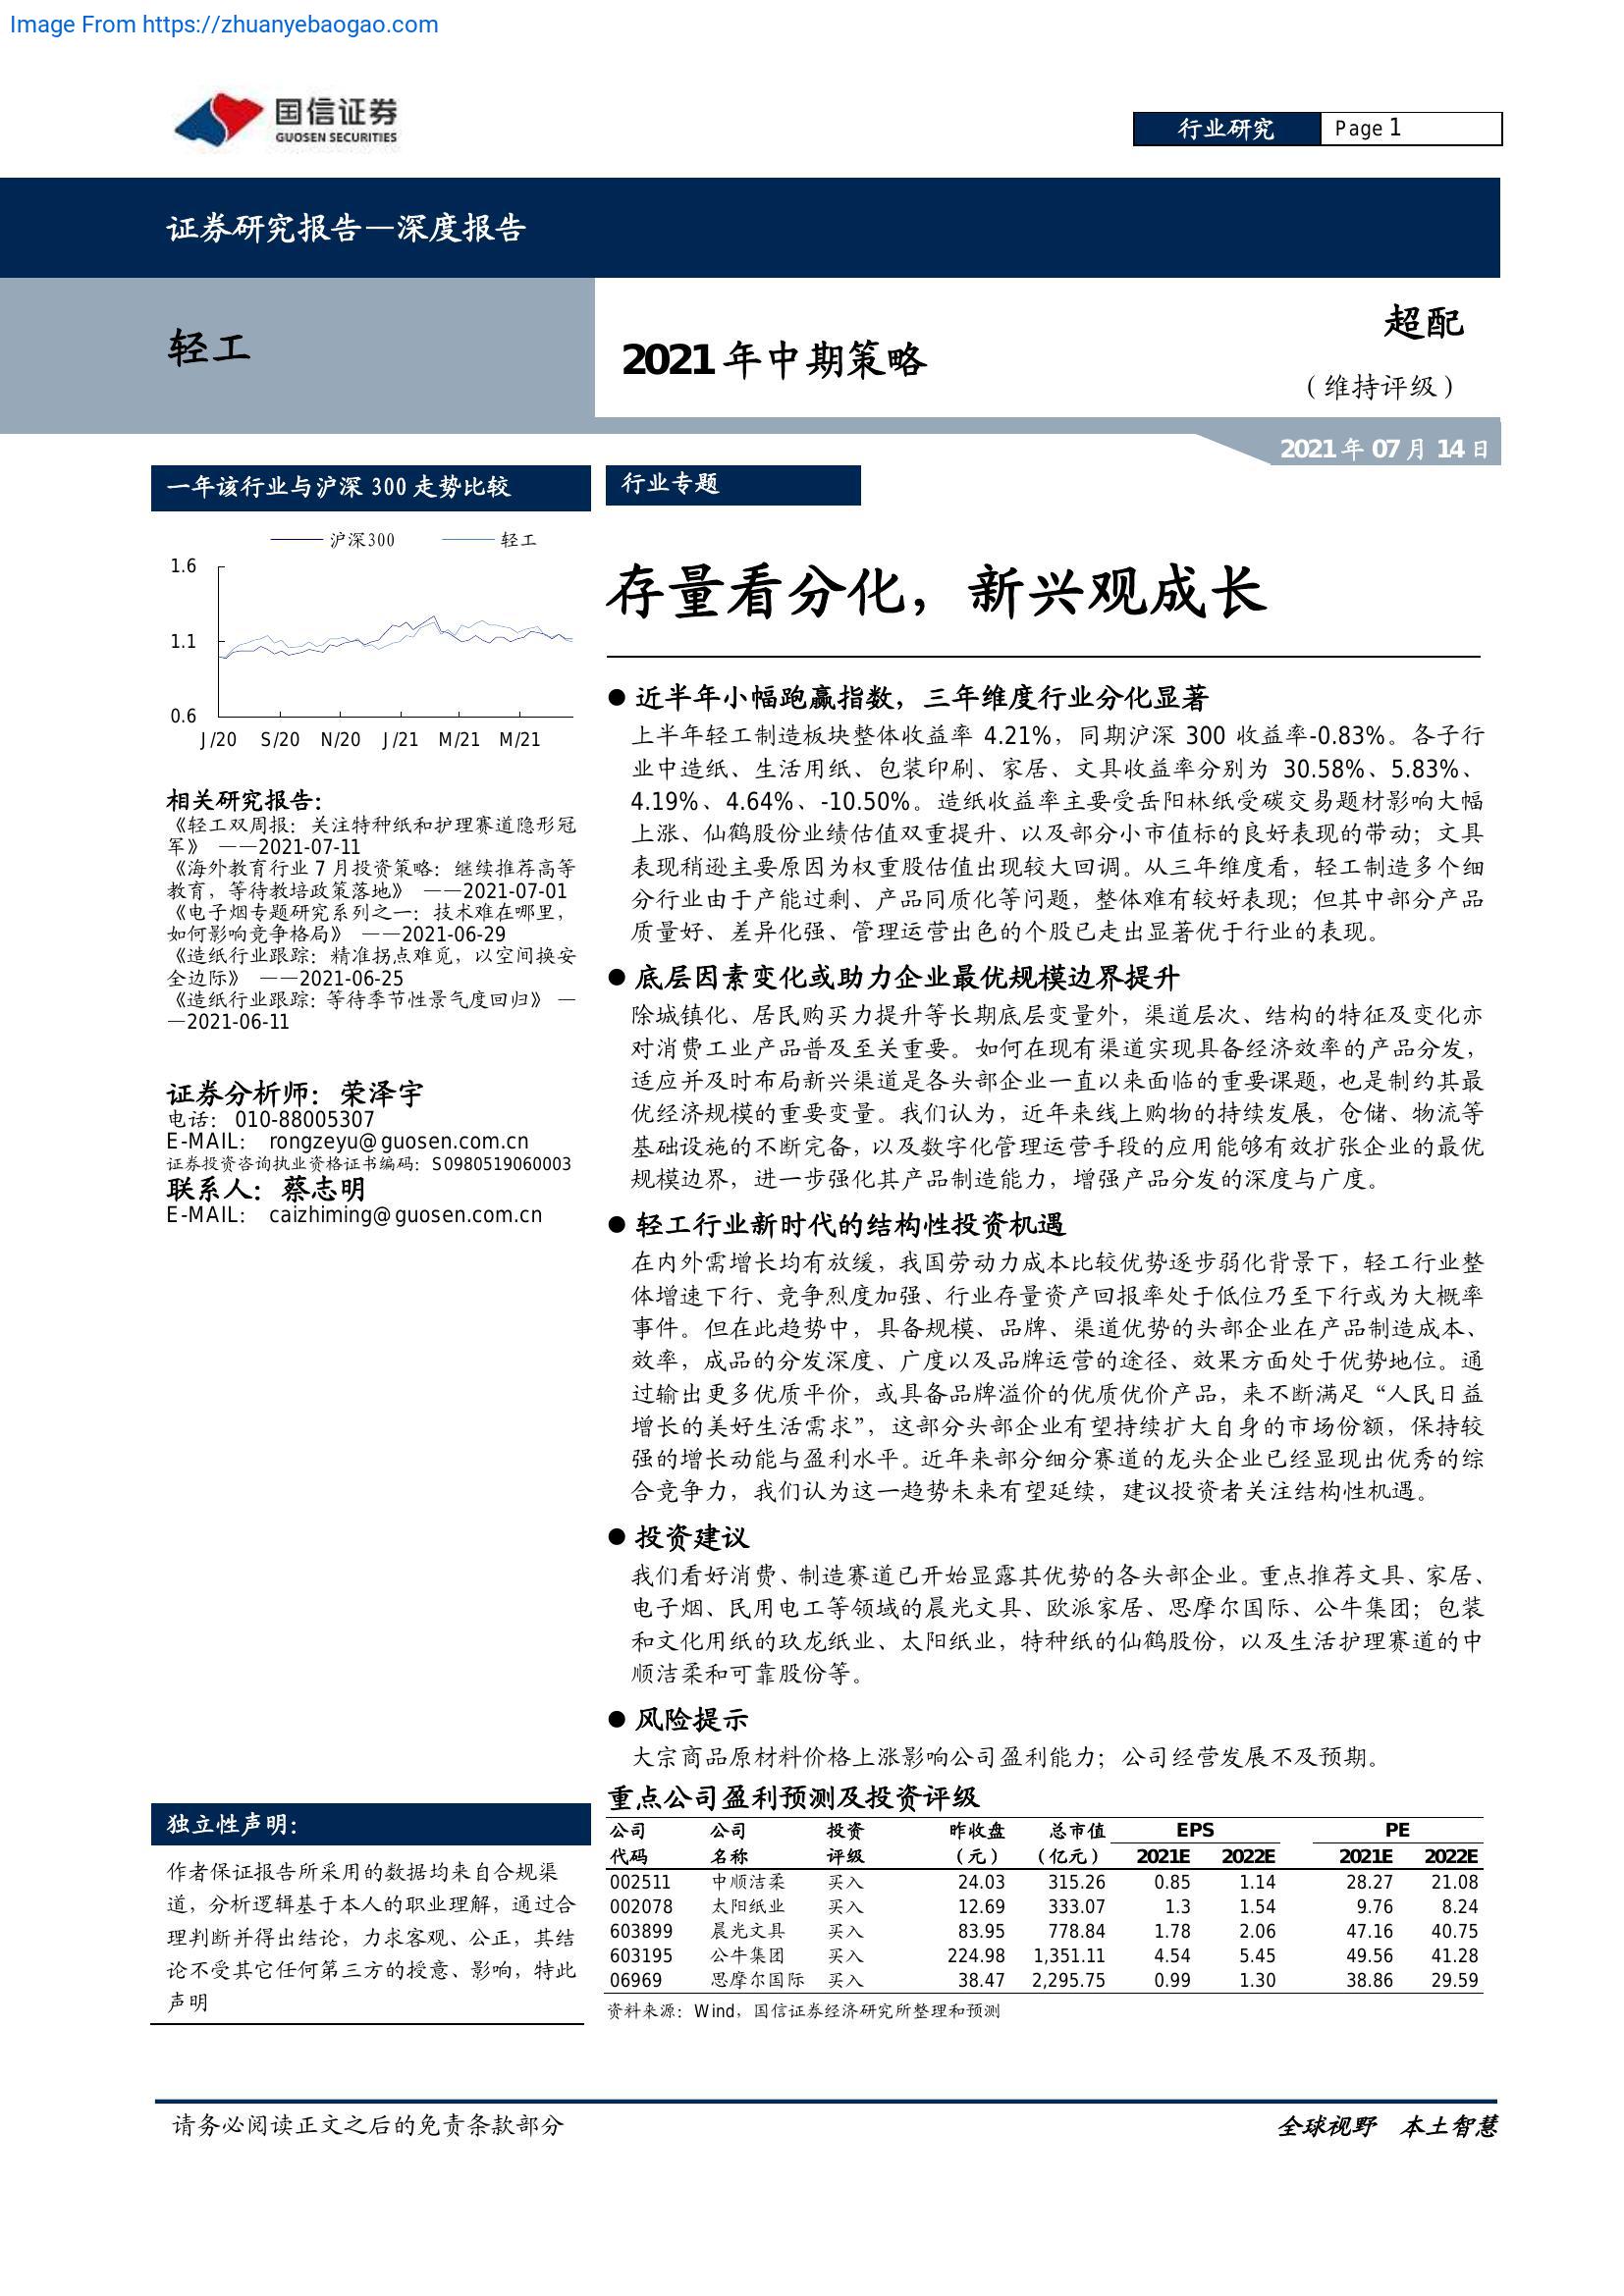 Image From https://zhuanyebaogao.com
国信证券
GUOSEN SECURITIES
行业研究 Page 1
证券研究报告—深度报告
轻工
2021 年中期策略
超配
（维持评级）
2021 年 07 月 14 日
一年该行业与沪深 300 走势比较
沪深300 轻工
1.6
1.1
0.6
J/20 S/20 N/20 J/21 M/21 M/21
相关研究报告：
《轻工双周报：关注特种纸和护理赛道隐形冠
军》 ——2021-07-11
《海外教育行业 7 月投资策略：继续推荐高等
教育，等待教培政策落地》 ——2021-07-01
《电子烟专题研究系列之一：技术难在哪里，
如何影响竞争格局》 ——2021-06-29
《造纸行业跟踪：精准拐点难觅，以空间换安
全边际》 ——2021-06-25
《造纸行业跟踪：等待季节性景气度回归》 —
—2021-06-11
证券分析师：荣泽宇
电话： 010-88005307
E-MAIL： rongzeyu@guosen.com.cn
证券投资咨询执业资格证书编码：S0980519060003
联系人：蔡志明
E-MAIL： caizhiming@guosen.com.cn
独立性声明：
作者保证报告所采用的数据均来自合规渠
道，分析逻辑基于本人的职业理解，通过合
理判断并得出结论，力求客观、公正，其结
论不受其它任何第三方的授意、影响，特此
声明
行业专题
存量看分化，新兴观成长
● 近半年小幅跑赢指数，三年维度行业分化显著
上半年轻工制造板块整体收益率 4.21%，同期沪深 300 收益率-0.83%。各子行
业中造纸、生活用纸、包装印刷、家居、文具收益率分别为 30.58%、5.83%、
4.19%、4.64%、-10.50%。造纸收益率主要受岳阳林纸受碳交易题材影响大幅
上涨、仙鹤股份业绩估值双重提升、以及部分小市值标的良好表现的带动；文具
表现稍逊主要原因为权重股估值出现较大回调。从三年维度看，轻工制造多个细
分行业由于产能过剩、产品同质化等问题，整体难有较好表现；但其中部分产品
质量好、差异化强、管理运营出色的个股已走出显著优于行业的表现。
● 底层因素变化或助力企业最优规模边界提升
除城镇化、居民购买力提升等长期底层变量外，渠道层次、结构的特征及变化亦
对消费工业产品普及至关重要。如何在现有渠道实现具备经济效率的产品分发，
适应并及时布局新兴渠道是各头部企业一直以来面临的重要课题，也是制约其最
优经济规模的重要变量。我们认为，近年来线上购物的持续发展，仓储、物流等
基础设施的不断完备，以及数字化管理运营手段的应用能够有效扩张企业的最优
规模边界，进一步强化其产品制造能力，增强产品分发的深度与广度。
● 轻工行业新时代的结构性投资机遇
在内外需增长均有放缓，我国劳动力成本比较优势逐步弱化背景下，轻工行业整
体增速下行、竞争烈度加强、行业存量资产回报率处于低位乃至下行或为大概率
事件。但在此趋势中，具备规模、品牌、渠道优势的头部企业在产品制造成本、
效率，成品的分发深度、广度以及品牌运营的途径、效果方面处于优势地位。通
过输出更多优质平价，或具备品牌溢价的优质优价产品，来不断满足“人民日益
增长的美好生活需求”，这部分头部企业有望持续扩大自身的市场份额，保持较
强的增长动能与盈利水平。近年来部分细分赛道的龙头企业已经显现出优秀的综
合竞争力，我们认为这一趋势未来有望延续，建议投资者关注结构性机遇。
● 投资建议
我们看好消费、制造赛道已开始显露其优势的各头部企业。重点推荐文具、家居、
电子烟、民用电工等领域的晨光文具、欧派家居、思摩尔国际、公牛集团；包装
和文化用纸的玖龙纸业、太阳纸业，特种纸的仙鹤股份，以及生活护理赛道的中
顺洁柔和可靠股份等。
● 风险提示
大宗商品原材料价格上涨影响公司盈利能力；公司经营发展不及预期。
重点公司盈利预测及投资评级
公司 公司 投资 昨收盘 总市值 EPS PE
代码 名称 评级 （元） （亿元） 2021E 2022E 2021E 2022E
002511 中顺洁柔 买入 24.03 315.26 0.85 1.14 28.27 21.08
002078 太阳纸业 买入 12.69 333.07 1.3 1.54 9.76 8.24
603899 晨光文具 买入 83.95 778.84 1.78 2.06 47.16 40.75
603195 公牛集团 买入 224.98 1,351.11 4.54 5.45 49.56 41.28
06969 思摩尔国际 买入 38.47 2,295.75 0.99 1.30 38.86 29.59
资料来源：Wind，国信证券经济研究所整理和预测
请务必阅读正文之后的免责条款部分
全球视野 本土智慧